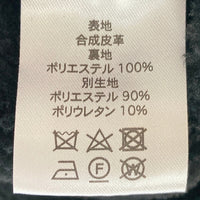 表地
合成皮革
裏地
ポリエステル 100%
別生地
ポリエステル 90%
ポリウレタン 10%
F W